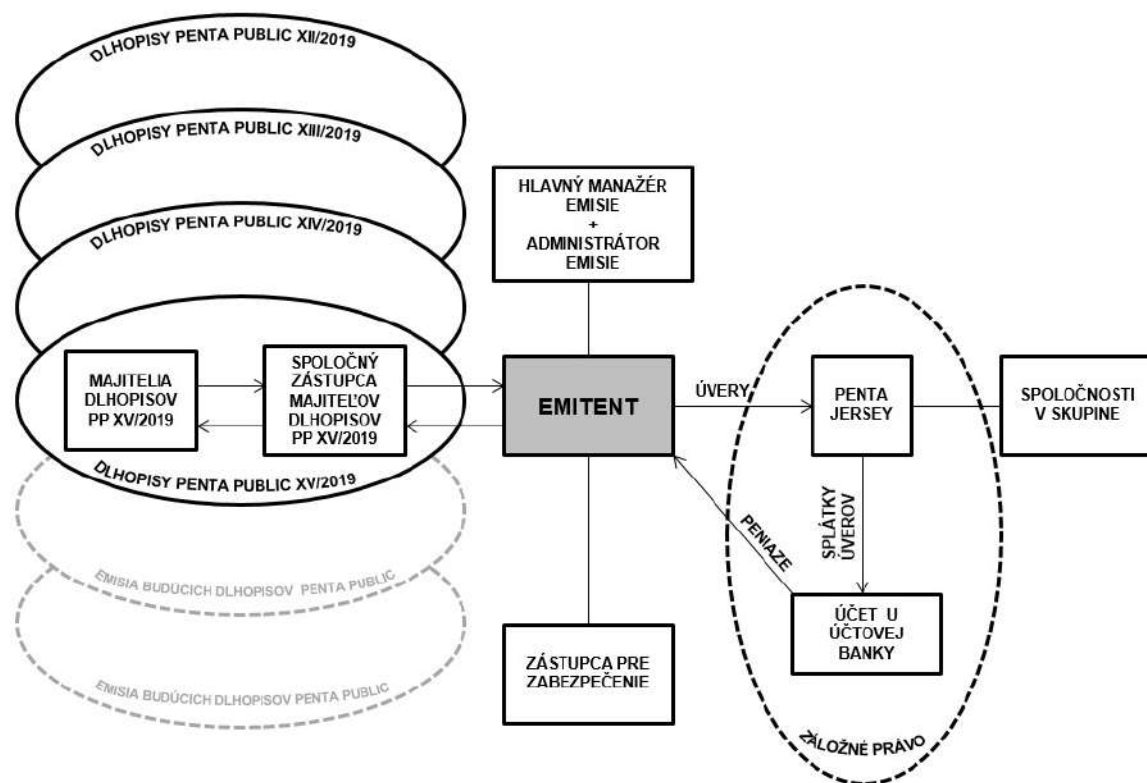 DLHOPISY PENTA PUBLIC XII/2019
DLHOPISY PENTA PUBLIC XIII/2019
DLHOPISY PENTA PUBLIC XIV/2019
HLAVNÝ MANAŽÉR
EMISIE
+
ADMINISTRÁTOR
EMISIE
MAJITELIA
DLHOPISOV
PP XV/2019
SPOLOČNÝ
ZÁSTUPCA
MAJITEĽOV
DLHOPISOV
PP XV/2019
DLHOPISY PENTA PUBLIC XV/2019
EMITENT
ÚVERY
PENTA
JERSEY
SPOLOČNOSTI
V SKUPINE
PENIAZE
SPLÁTKY
ÚVEROV
EMISIA BUDÚCICH DLHOPISOV PENTA PUBLIC
EMISIA BUDÚCICH DLHOPISOV PENTA PUBLIC
ZÁSTUPCA PRE
ZABEZPEČENIE
ÚČET U
ÚČTOVEJ
BANKY
ZÁLOŽNÉ PRÁVO